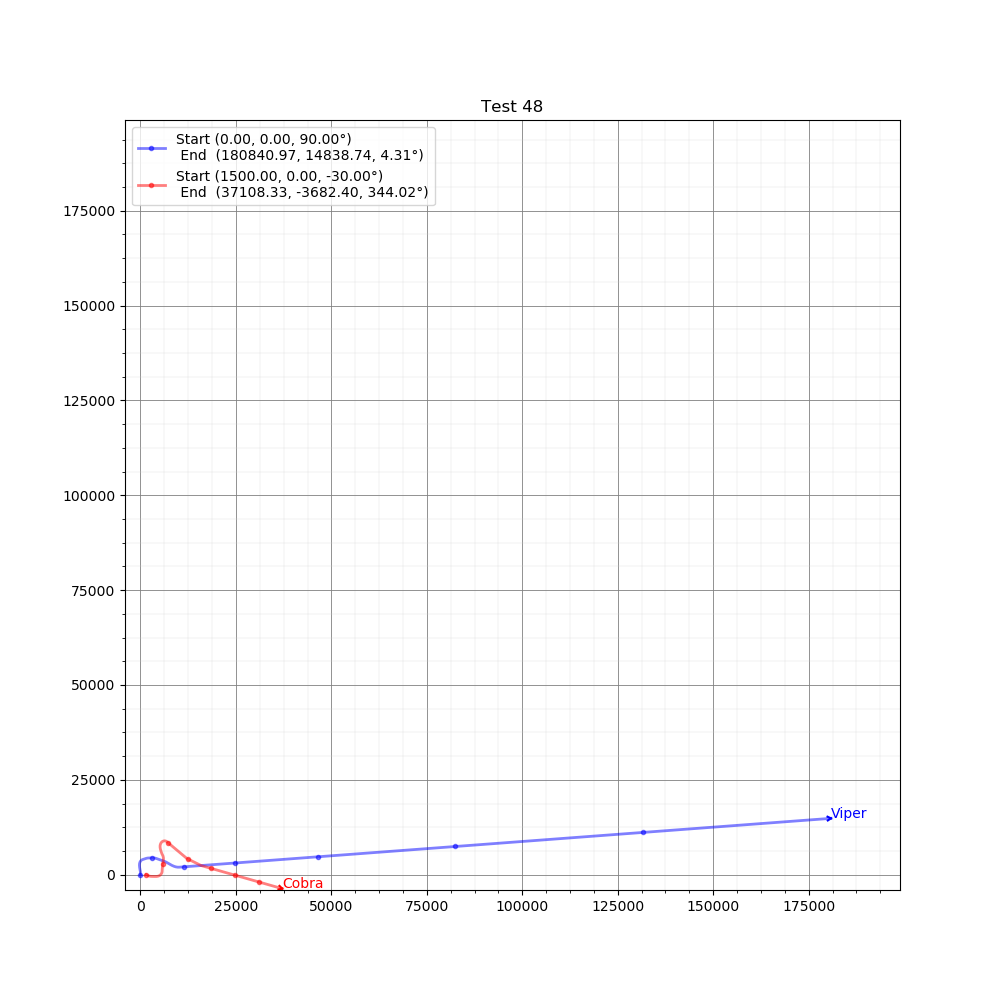 Test 48
Start (0.00, 0.00, 90.00°)
End  (180840.97, 14838.74, 4.31°)
Start (1500.00, 0.00, -30.00°)
End  (37108.33, -3682.40, 344.02°)
175000
150000
125000
100000
75000
50000
25000
0
Viper
Cobra
0 25000 50000 75000 100000 125000 150000 175000